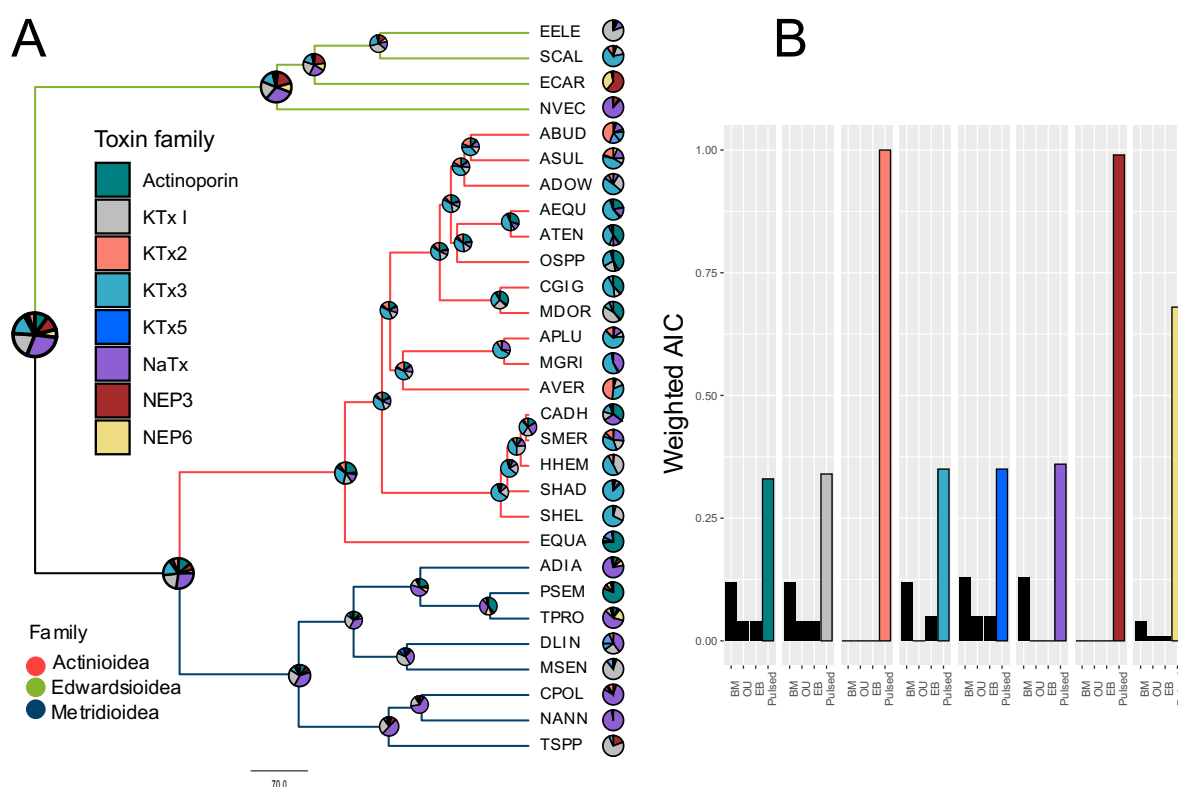 A
B
EELE
SCAL
ECAR
NVEC
ABUD
ASUL
ADOW
AEQU
ATEN
OSPP
CGIG
MDOR
APLU
MGRI
AVER
CADH
SMER
HHEM
SHAD
SHEL
EQUA
ADIA
PSEM
TPRO
DLIN
MSEN
CPOL
NANN
TSPP
Toxin family
Actinoporin
KTx I
KTx2
KTx3
KTx5
NaTx
NEP3
NEP6
Family
Actinioidea
Edwardsioidea
Metridioidea
70.0
Weighted AIC
1.00
0.75
0.50
0.25
0.00
BM
OU
EB
Pulsed
BM
OU
EB
Pulsed
BM
OU
EB
Pulsed
BM
OU
EB
Pulsed
BM
OU
EB
Pulsed
BM
OU
EB
Pulsed
BM
OU
EB
Pulsed
BM
OU
EB